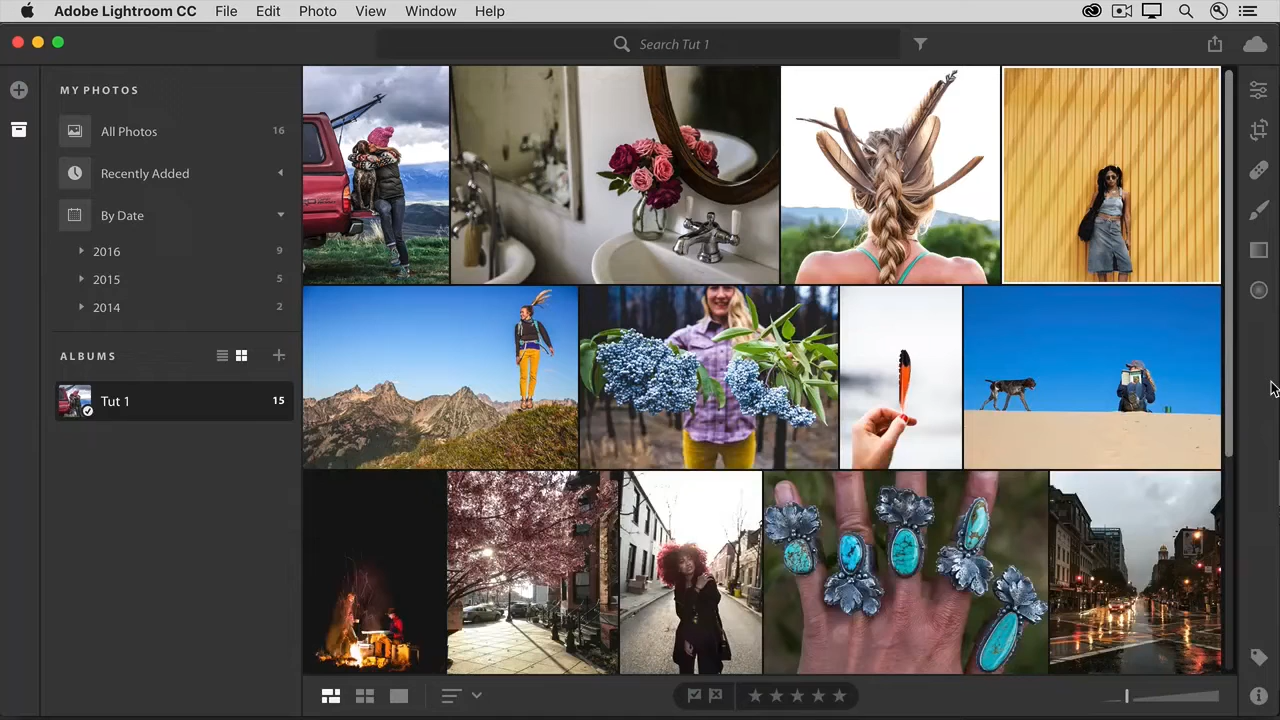 Adobe Lightroom CC File Edit Photo View Window Help
Search Tut 1
MY PHOTOS
All Photos 16
Recently Added
By Date
2016 9
2015 5
2014 2
ALBUMS
Tut 1 15